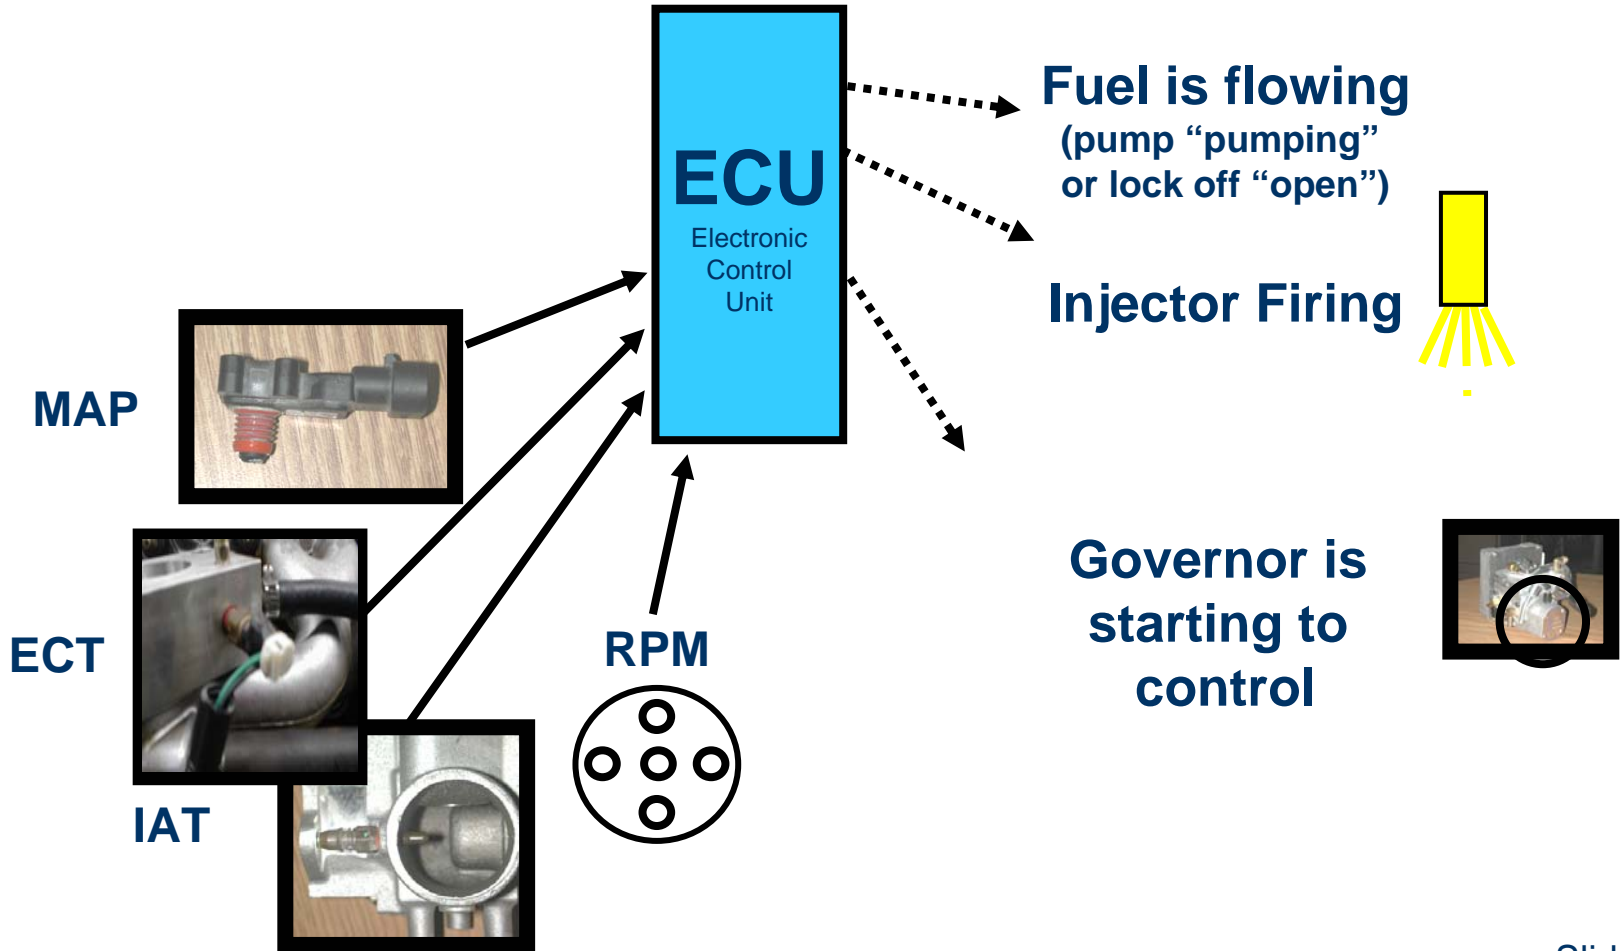 ECU
Electronic
Control
Unit
Fuel is flowing
(pump “pumping”
or lock off “open”)
Injector Firing
MAP
ECT
IAT
RPM
Governor is
starting to
control